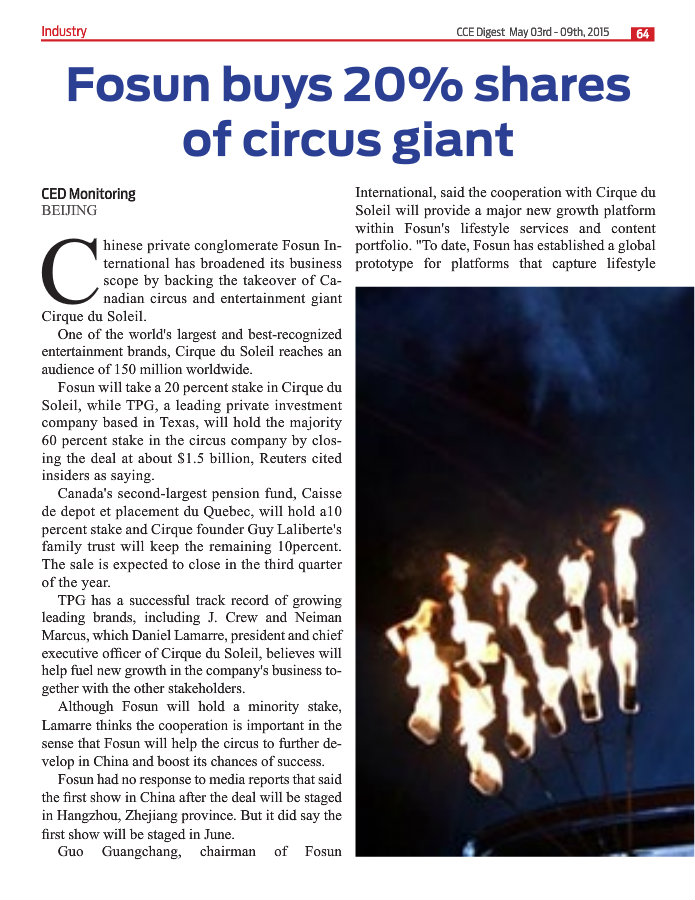 Industry
CCE Digest May 03rd - 09th, 2015
64
Fosun buys 20% shares
of circus giant
CED Monitoring
BEIJING
Chinese private conglomerate Fosun In-
ternational has broadened its business
scope by backing the takeover of Ca-
nadian circus and entertainment giant
Cirque du Soleil.
One of the world's largest and best-recognized
entertainment brands, Cirque du Soleil reaches an
audience of 150 million worldwide.
Fosun will take a 20 percent stake in Cirque du
Soleil, while TPG, a leading private investment
company based in Texas, will hold the majority
60 percent stake in the circus company by clos-
ing the deal at about $1.5 billion, Reuters cited
insiders as saying.
Canada's second-largest pension fund, Caisse
de depot et placement du Quebec, will hold a10
percent stake and Cirque founder Guy Laliberte's
family trust will keep the remaining 10percent.
The sale is expected to close in the third quarter
of the year.
TPG has a successful track record of growing
leading brands, including J. Crew and Neiman
Marcus, which Daniel Lamarre, president and chief
executive officer of Cirque du Soleil, believes will
help fuel new growth in the company's business to-
gether with the other stakeholders.
Although Fosun will hold a minority stake,
Lamarre thinks the cooperation is important in the
sense that Fosun will help the circus to further de-
velop in China and boost its chances of success.
Fosun had no response to media reports that said
the first show in China after the deal will be staged
in Hangzhou, Zhejiang province. But it did say the
first show will be staged in June.
Guo Guangchang, chairman of Fosun
International, said the cooperation with Cirque du
Soleil will provide a major new growth platform
within Fosun's lifestyle services and content
portfolio. "To date, Fosun has established a global
prototype for platforms that capture lifestyle